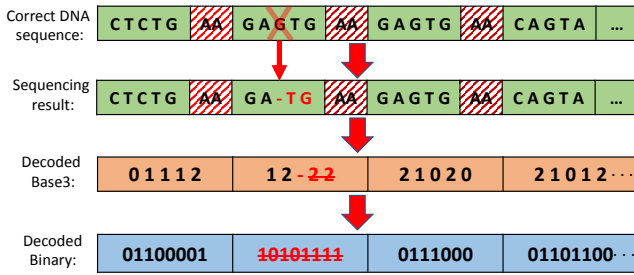 Correct DNA
sequence:
CTCTG AA GAGTG AA GAGTG AA CAGTA ...
Sequencing
result:
CTCTG AA GA-TG AA GAGTG AA CAGTA ...
Decoded
Base3:
01112 12-22 21020 21012 ...
Decoded
Binary:
01100001 10101111 0111000 01101100 ...